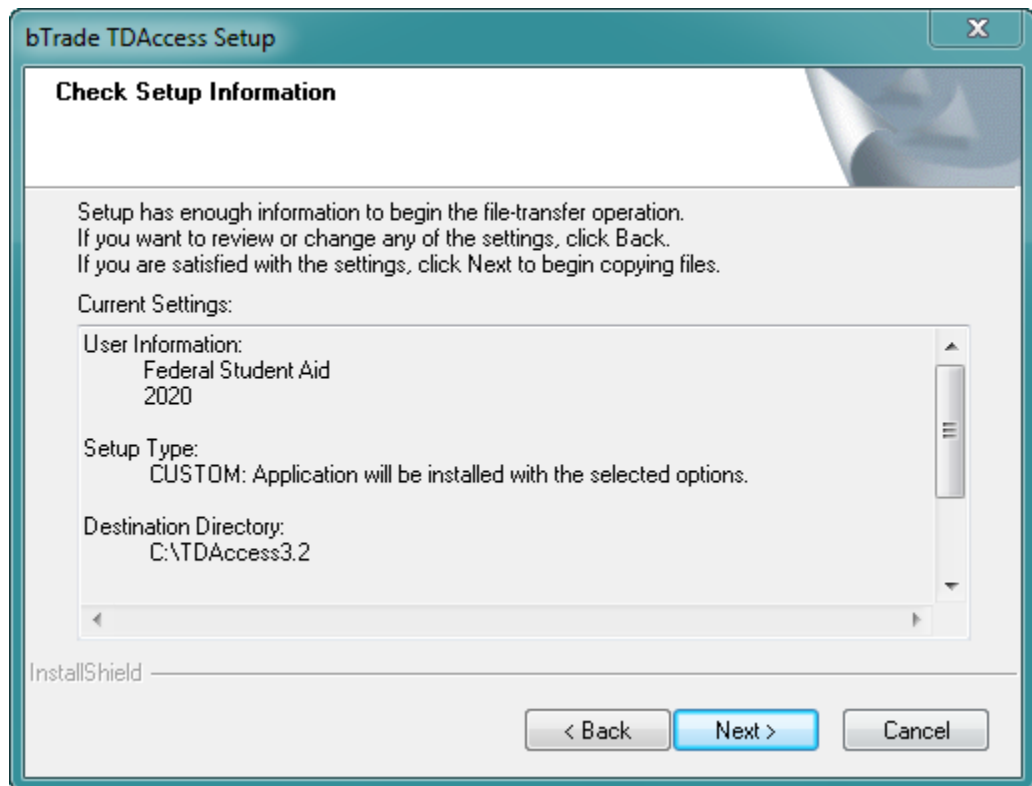 bTrade TDAccess Setup
Check Setup Information
Setup has enough information to begin the file-transfer operation.
If you want to review or change any of the settings, click Back.
If you are satisfied with the settings, click Next to begin copying files.
Current Settings:
User Information:
Federal Student Aid
2020
Setup Type:
CUSTOM: Application will be installed with the selected options.
Destination Directory:
C:\TDAccess3.2
InstallShield
< Back Next > Cancel